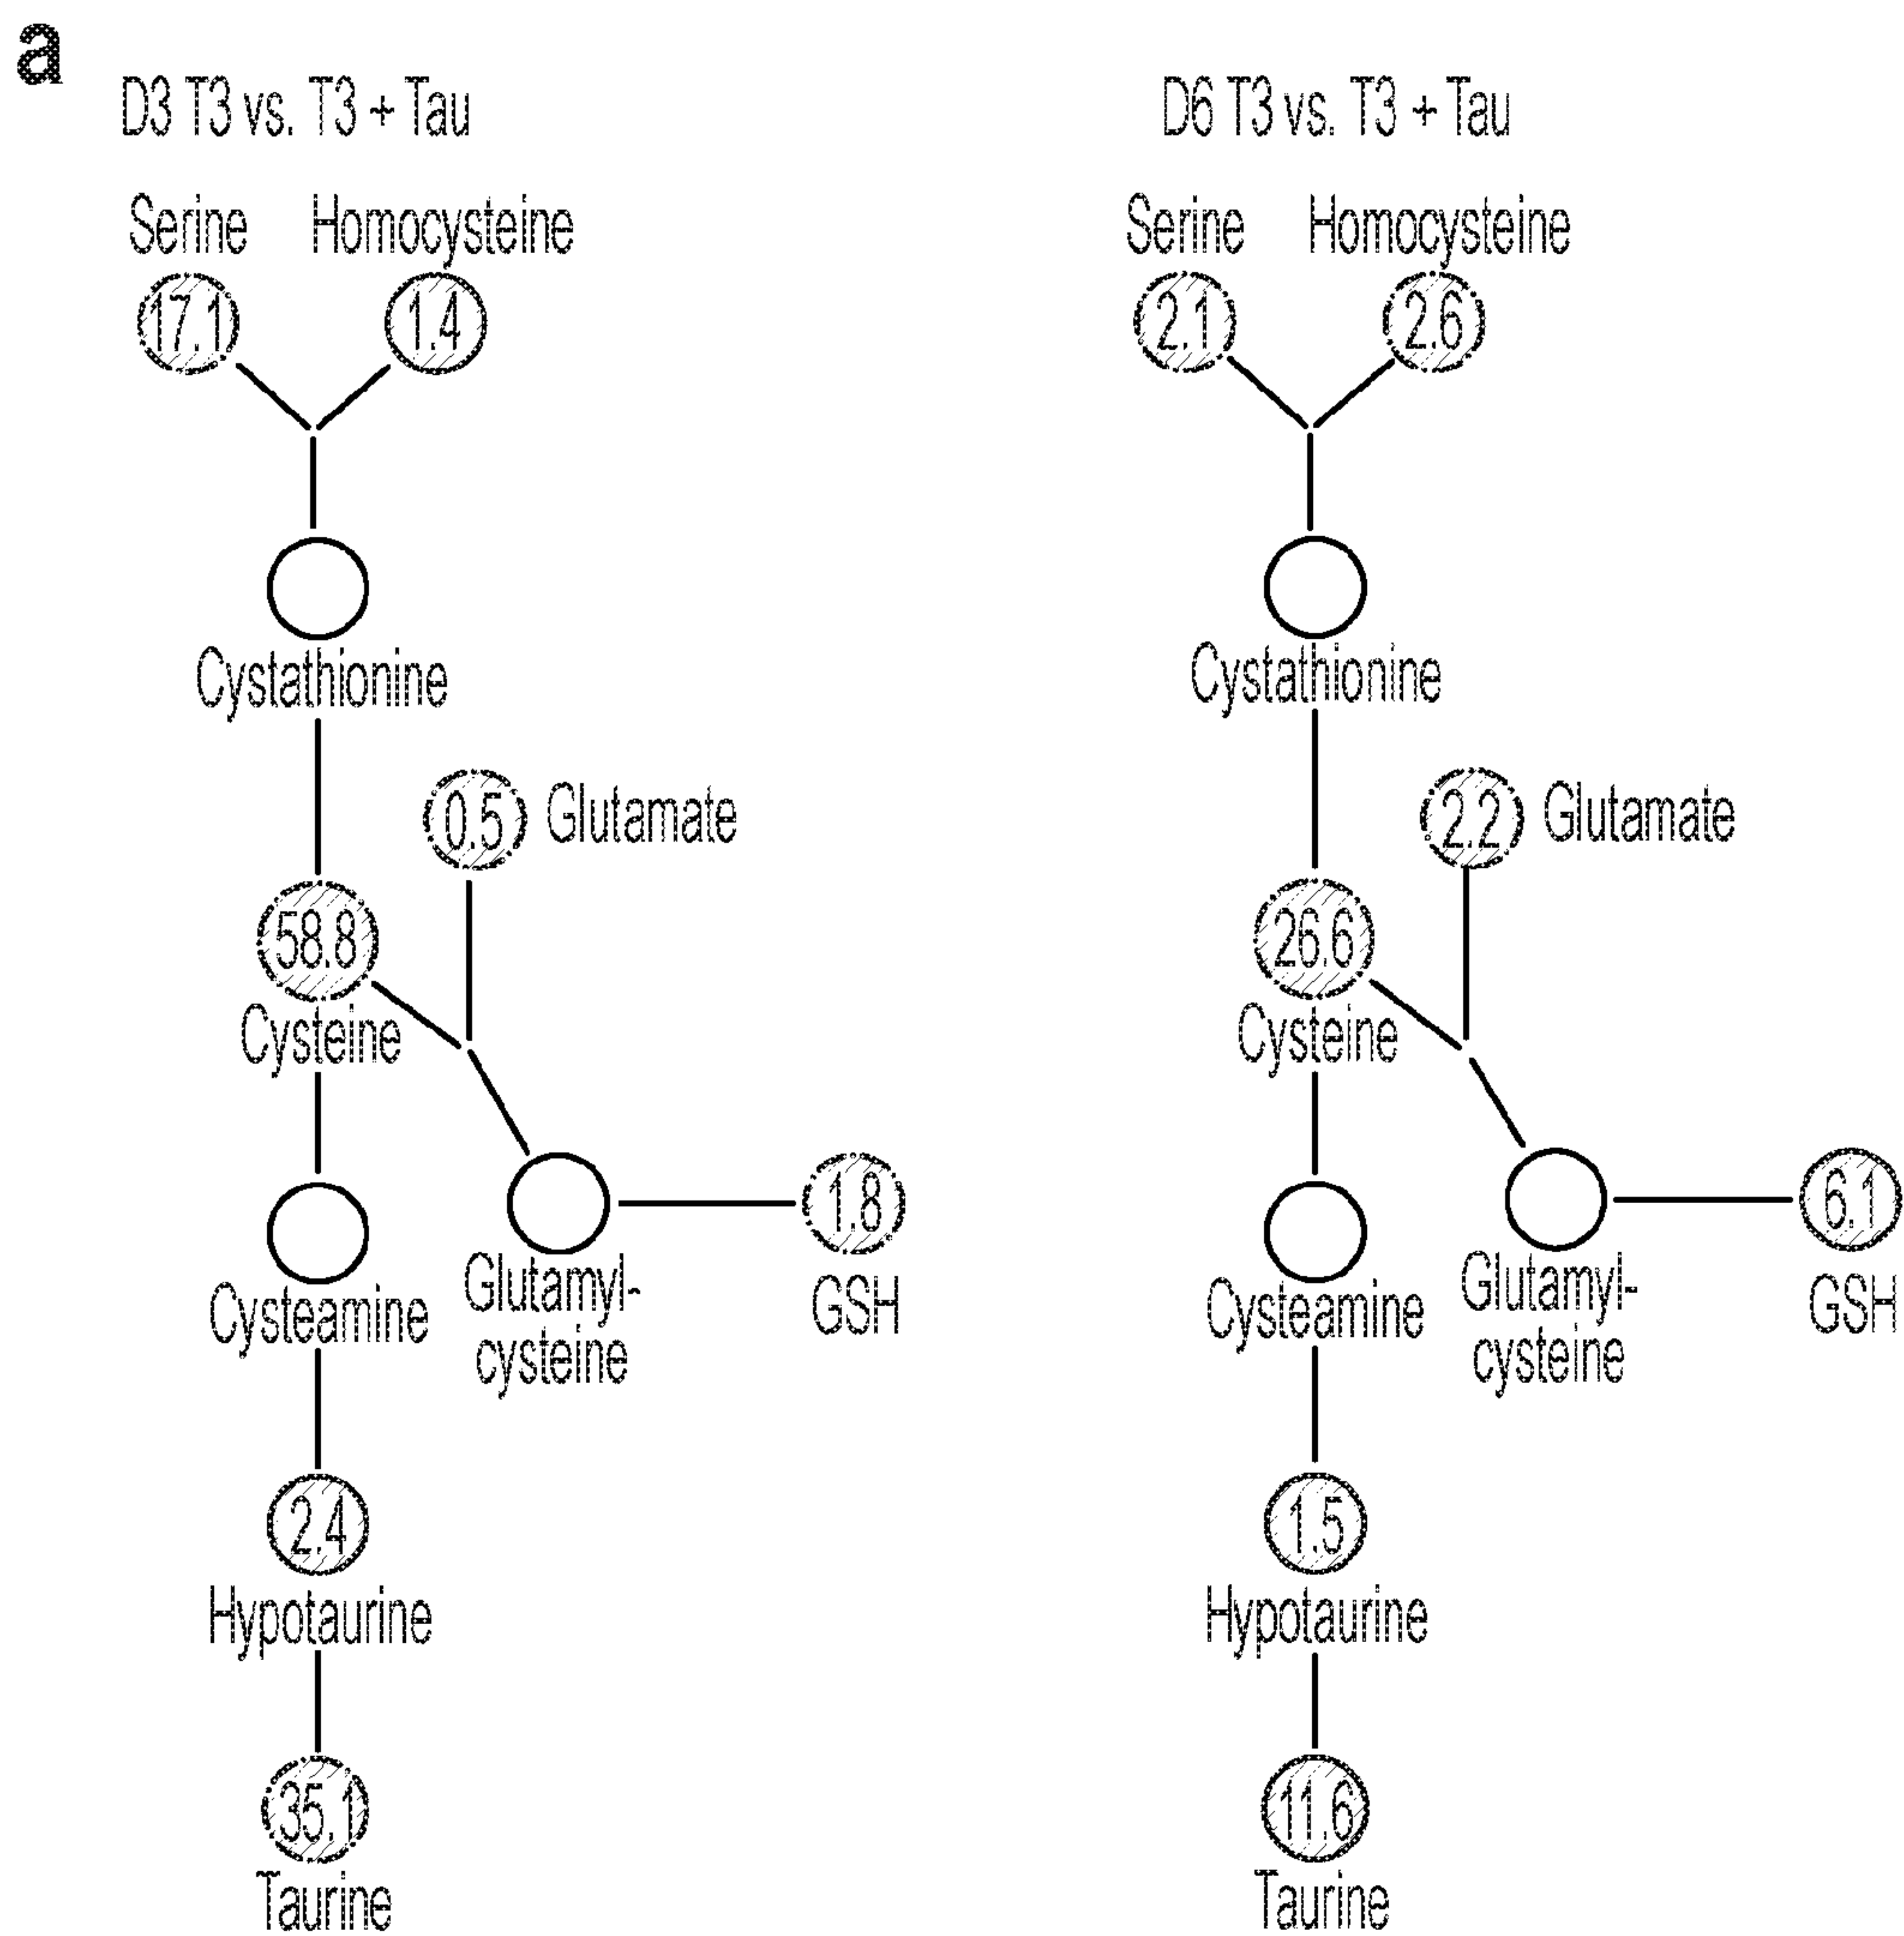 a
D3 T3 vs. T3 + Tau
Serine
Homocysteine
17.1
1.4
Cystathionine
0.5
Glutamate
58.8
Cysteine
1.8
Cysteamine
Glutamyl-
cysteine
GSH
2.4
Hypotaurine
35.1
Taurine
D6 T3 vs. T3 + Tau
Serine
Homocysteine
2.1
2.6
Cystathionine
2.2
Glutamate
26.6
Cysteine
6.1
Cysteamine
Glutamyl-
cysteine
GSH
1.5
Hypotaurine
11.6
Taurine